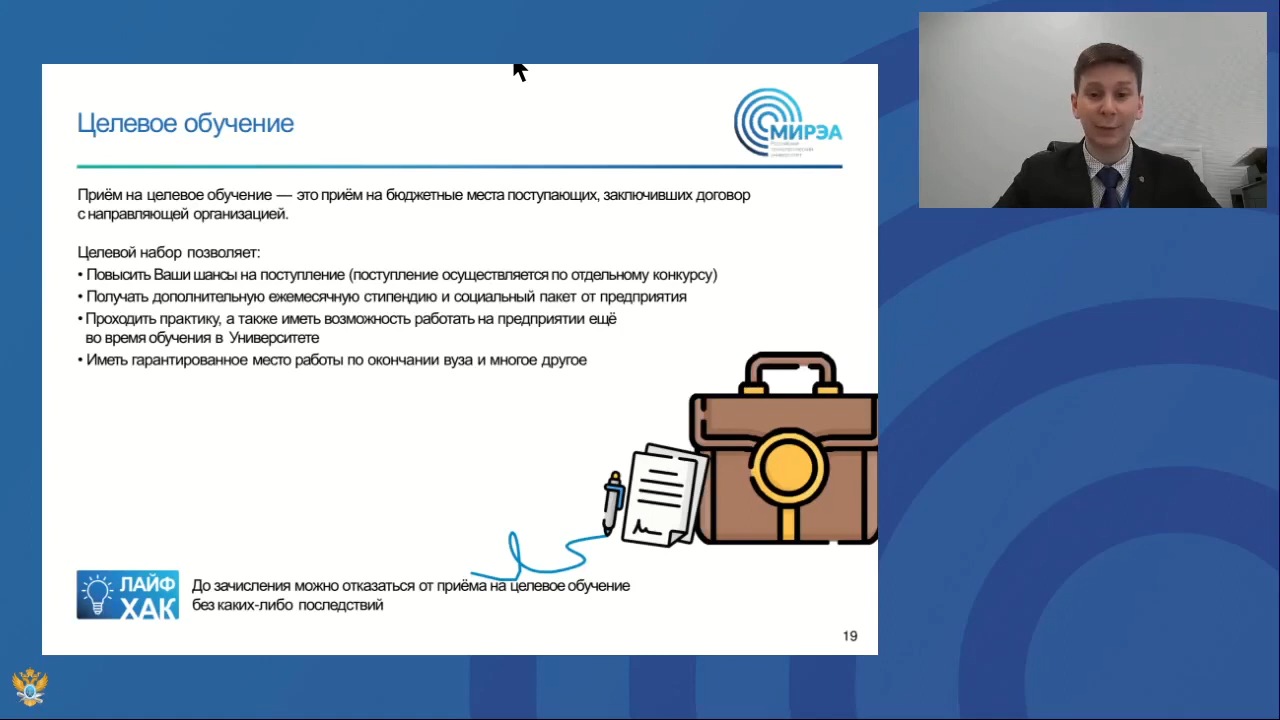 Целевое обучение
МИРЭА
Российский
технологический
университет
Приём на целевое обучение — это приём на бюджетные места поступающих, заключивших договор
с направляющей организацией.
Целевой набор позволяет:
• Повысить Ваши шансы на поступление (поступление осуществляется по отдельному конкурсу)
• Получать дополнительную ежемесячную стипендию и социальный пакет от предприятия
• Проходить практику, а также иметь возможность работать на предприятии ещё
во время обучения в Университете
• Иметь гарантированное место работы по окончании вуза и многое другое
ЛАЙФ
ХАК
До зачисления можно отказаться от приёма на целевое обучение
без каких-либо последствий
19